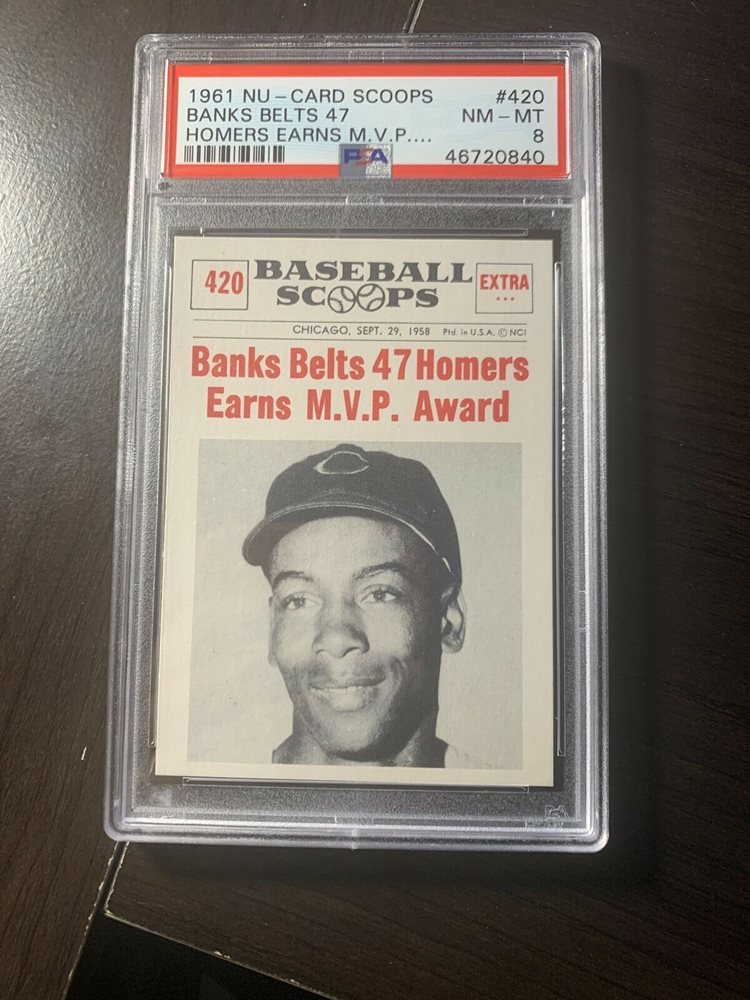 1961 NU-CARD SCOOPS #420
BANKS BELTS 47 NM-MT
HOMERS EARNS M.V.P.... 8
PSA 46720840
420 BASEBALL SCOOPS EXTRA
CHICAGO, SEPT. 29, 1958 Ptd. in U.S.A. © NCI
Banks Belts 47 Homers
Earns M.V.P. Award